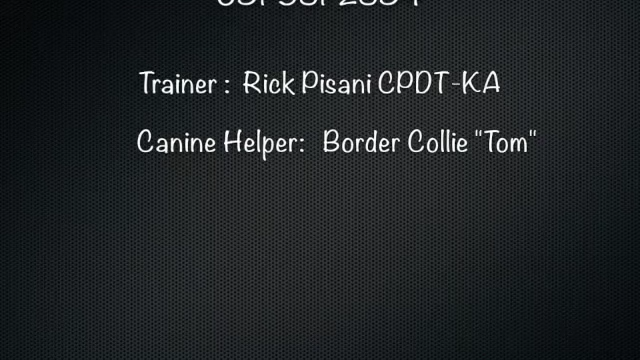 Trainer : Rick Pisani CPDT-KA
Canine Helper: Border Collie "Tom"